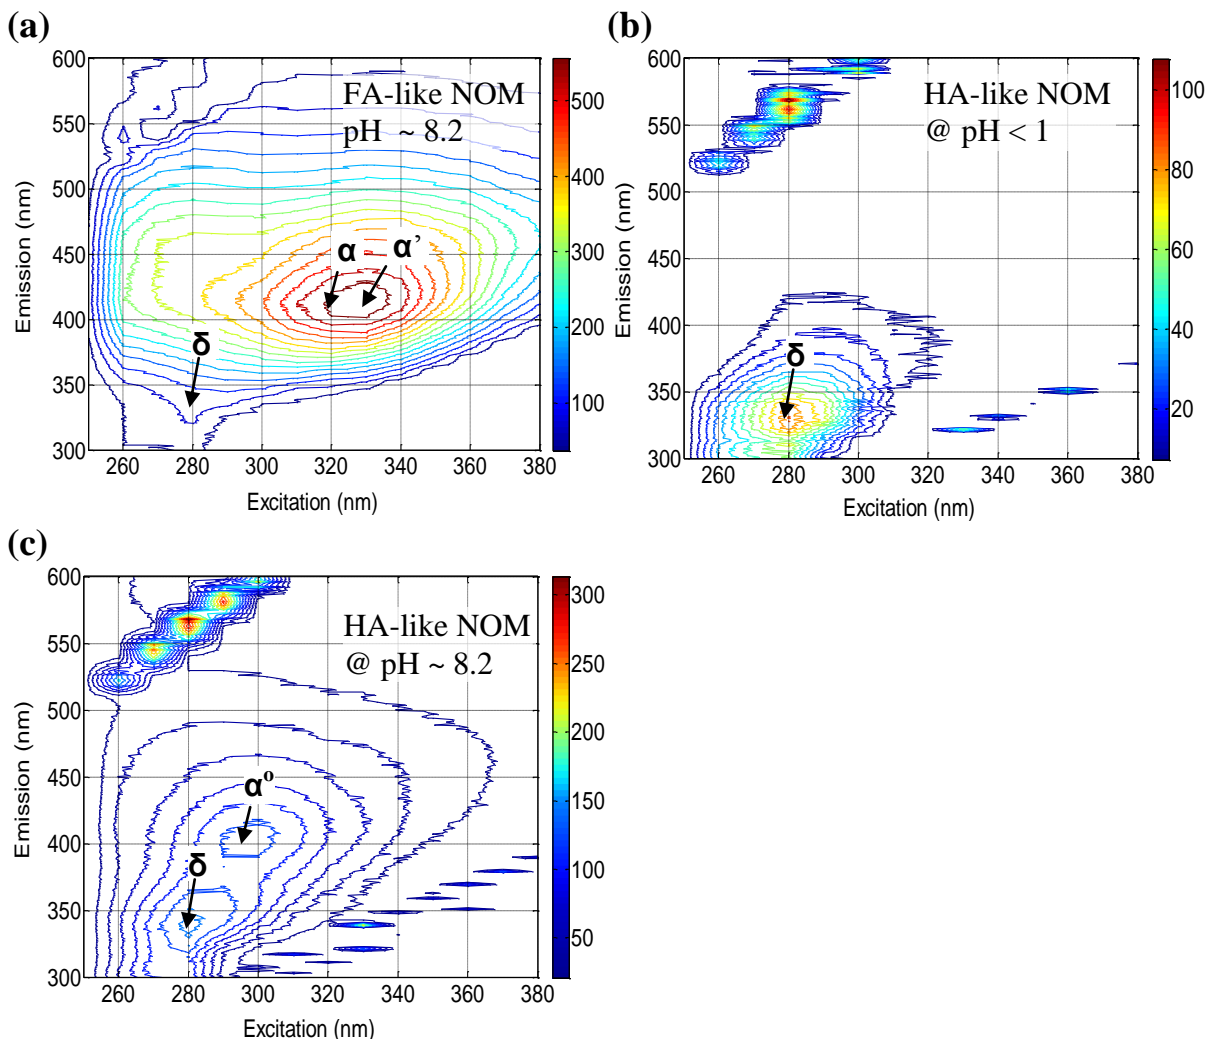 (a)
600
550
500
450
400
350
300
Emission (nm)
FA-like NOM
pH ~ 8.2
α
α’
δ
260 280 300 320 340 360 380
Excitation (nm)
500
400
300
200
100
(b)
600
550
500
450
400
350
300
Emission (nm)
HA-like NOM
@ pH < 1
δ
260 280 300 320 340 360 380
Excitation (nm)
100
80
60
40
20
(c)
600
550
500
450
400
350
300
Emission (nm)
HA-like NOM
@ pH ~ 8.2
αº
δ
260 280 300 320 340 360 380
Excitation (nm)
300
250
200
150
100
50